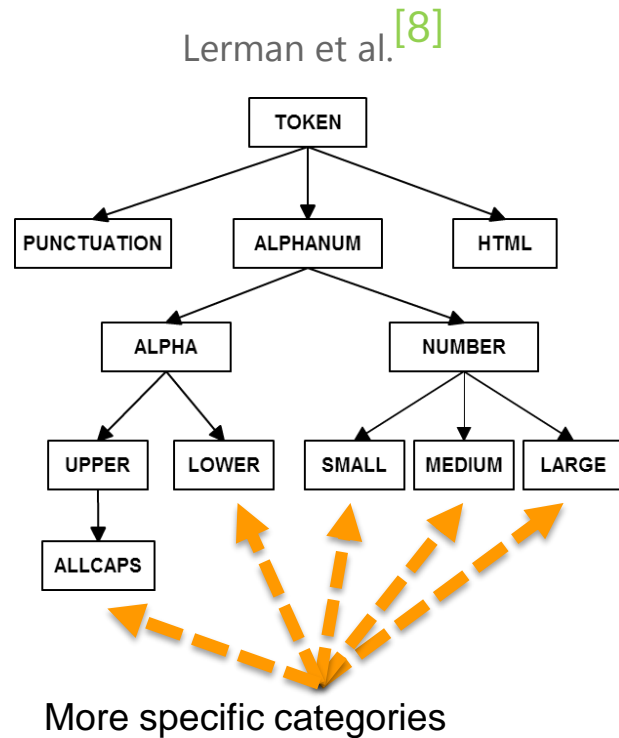 Lerman et al.[8]
TOKEN
PUNCTUATION ALPHANUM HTML
ALPHA NUMBER
UPPER LOWER SMALL MEDIUM LARGE
ALLCAPS
More specific categories